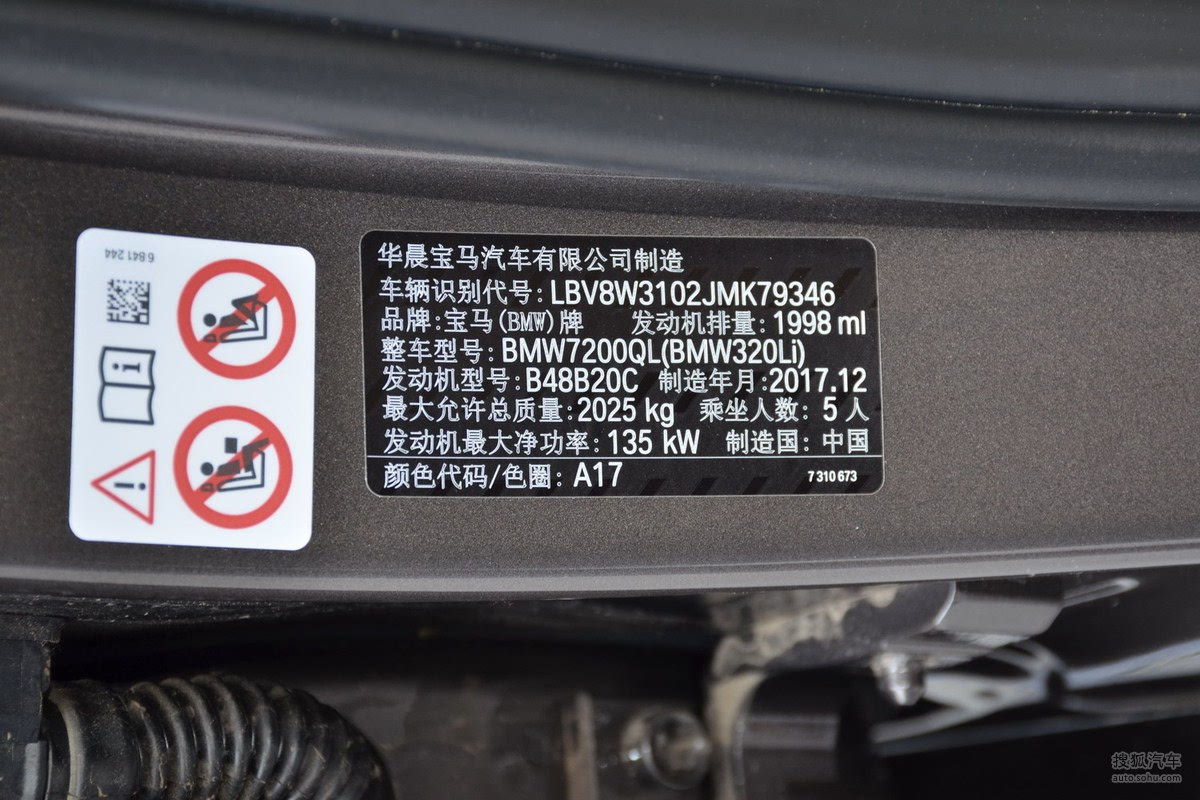 6 841 244
华晨宝马汽车有限公司制造
车辆识别代号: LBV8W3102JMK79346
品牌:宝马(BMW)牌 发动机排量: 1998 ml
整车型号: BMW7200QL(BMW320Li)
发动机型号: B48B20C 制造年月:2017.12
最大允许总质量: 2025 kg 乘坐人数: 5 人
发动机最大净功率: 135 kW 制造国: 中国
颜色代码/色圈: A17 7 310 673
搜狐汽车
auto.sohu.com